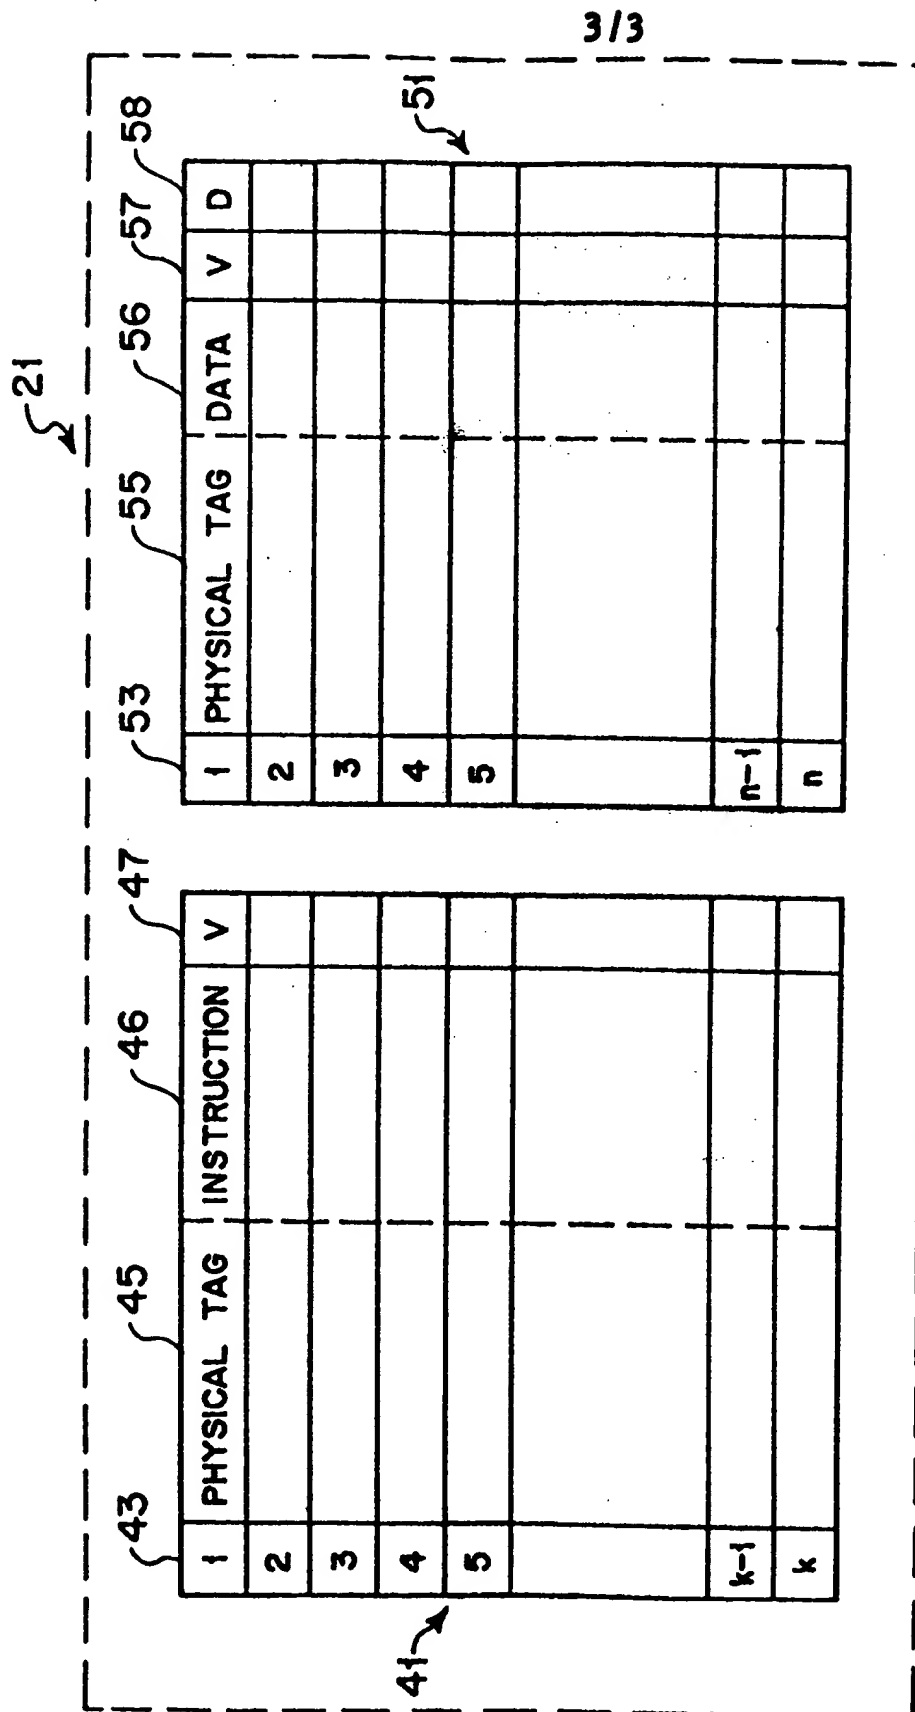 3/3
21
43 45 46 47
53 55 56 57 58
1 PHYSICAL TAG INSTRUCTION V
2
3
4
5
k-1
k
41
1 PHYSICAL TAG DATA V D
2
3
4
5
n-1
n
51